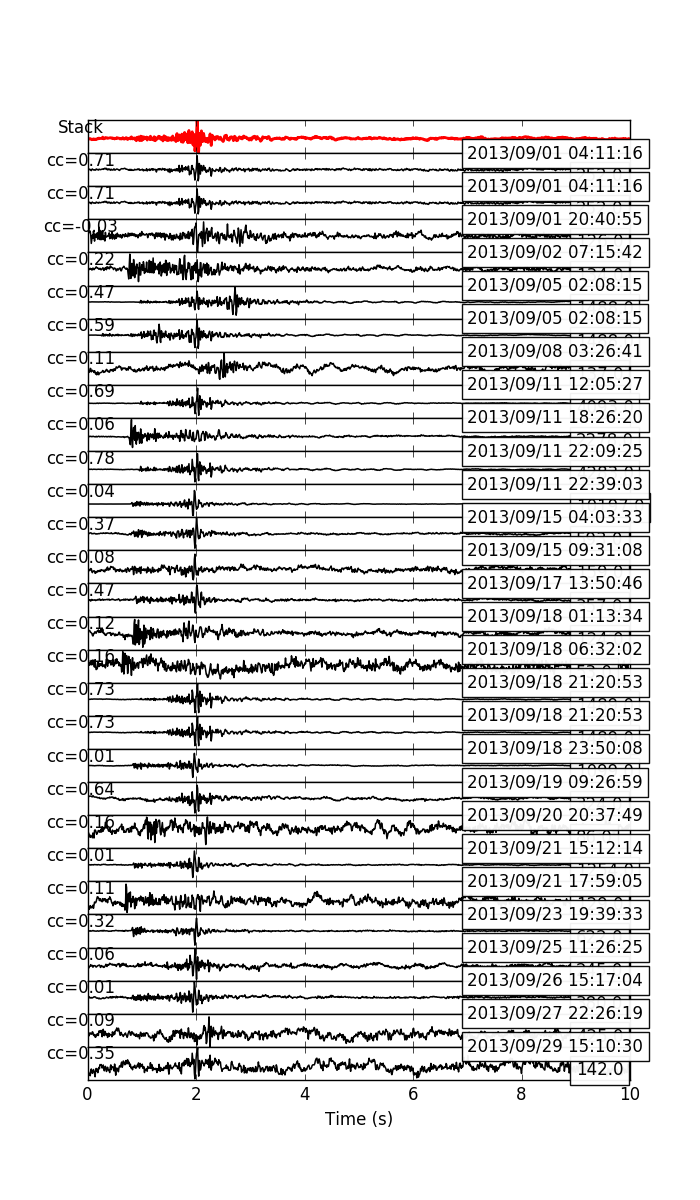 Stack
cc=0.71
2013/09/01 04:11:16
cc=0.71
2013/09/01 04:11:16
cc=-0.03
2013/09/01 20:40:55
cc=0.22
2013/09/02 07:15:42
cc=0.47
2013/09/05 02:08:15
cc=0.59
2013/09/05 02:08:15
cc=0.11
2013/09/08 03:26:41
cc=0.69
2013/09/11 12:05:27
cc=0.06
2013/09/11 18:26:20
cc=0.78
2013/09/11 22:09:25
cc=0.04
2013/09/11 22:39:03
cc=0.37
2013/09/15 04:03:33
cc=0.08
2013/09/15 09:31:08
cc=0.47
2013/09/17 13:50:46
cc=0.12
2013/09/18 01:13:34
cc=0.16
2013/09/18 06:32:02
cc=0.73
2013/09/18 21:20:53
cc=0.73
2013/09/18 21:20:53
cc=0.01
2013/09/18 23:50:08
cc=0.64
2013/09/19 09:26:59
cc=0.16
2013/09/20 20:37:49
cc=0.01
2013/09/21 15:12:14
cc=0.11
2013/09/21 17:59:05
cc=0.32
2013/09/23 19:39:33
cc=0.06
2013/09/25 11:26:25
cc=0.01
2013/09/26 15:17:04
cc=0.09
2013/09/27 22:26:19
cc=0.35
2013/09/29 15:10:30
142.0
0 2 4 6 8 10
Time (s)